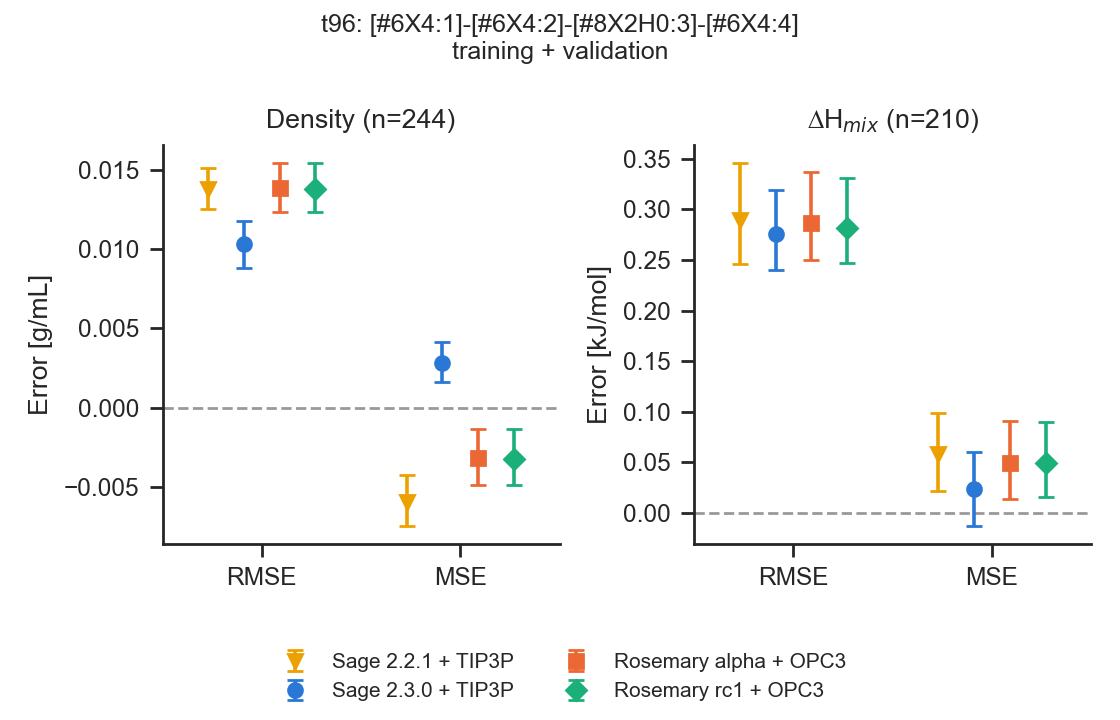 t96: [#6X4:1]-[#6X4:2]-[#8X2H0:3]-[#6X4:4]
training + validation
Density (n=244)
Error [g/mL]
0.015
0.010
0.005
0.000
−0.005
RMSE
MSE
ΔH$_{mix}$ (n=210)
Error [kJ/mol]
0.35
0.30
0.25
0.20
0.15
0.10
0.05
0.00
RMSE
MSE
Sage 2.2.1 + TIP3P
Sage 2.3.0 + TIP3P
Rosemary alpha + OPC3
Rosemary rc1 + OPC3